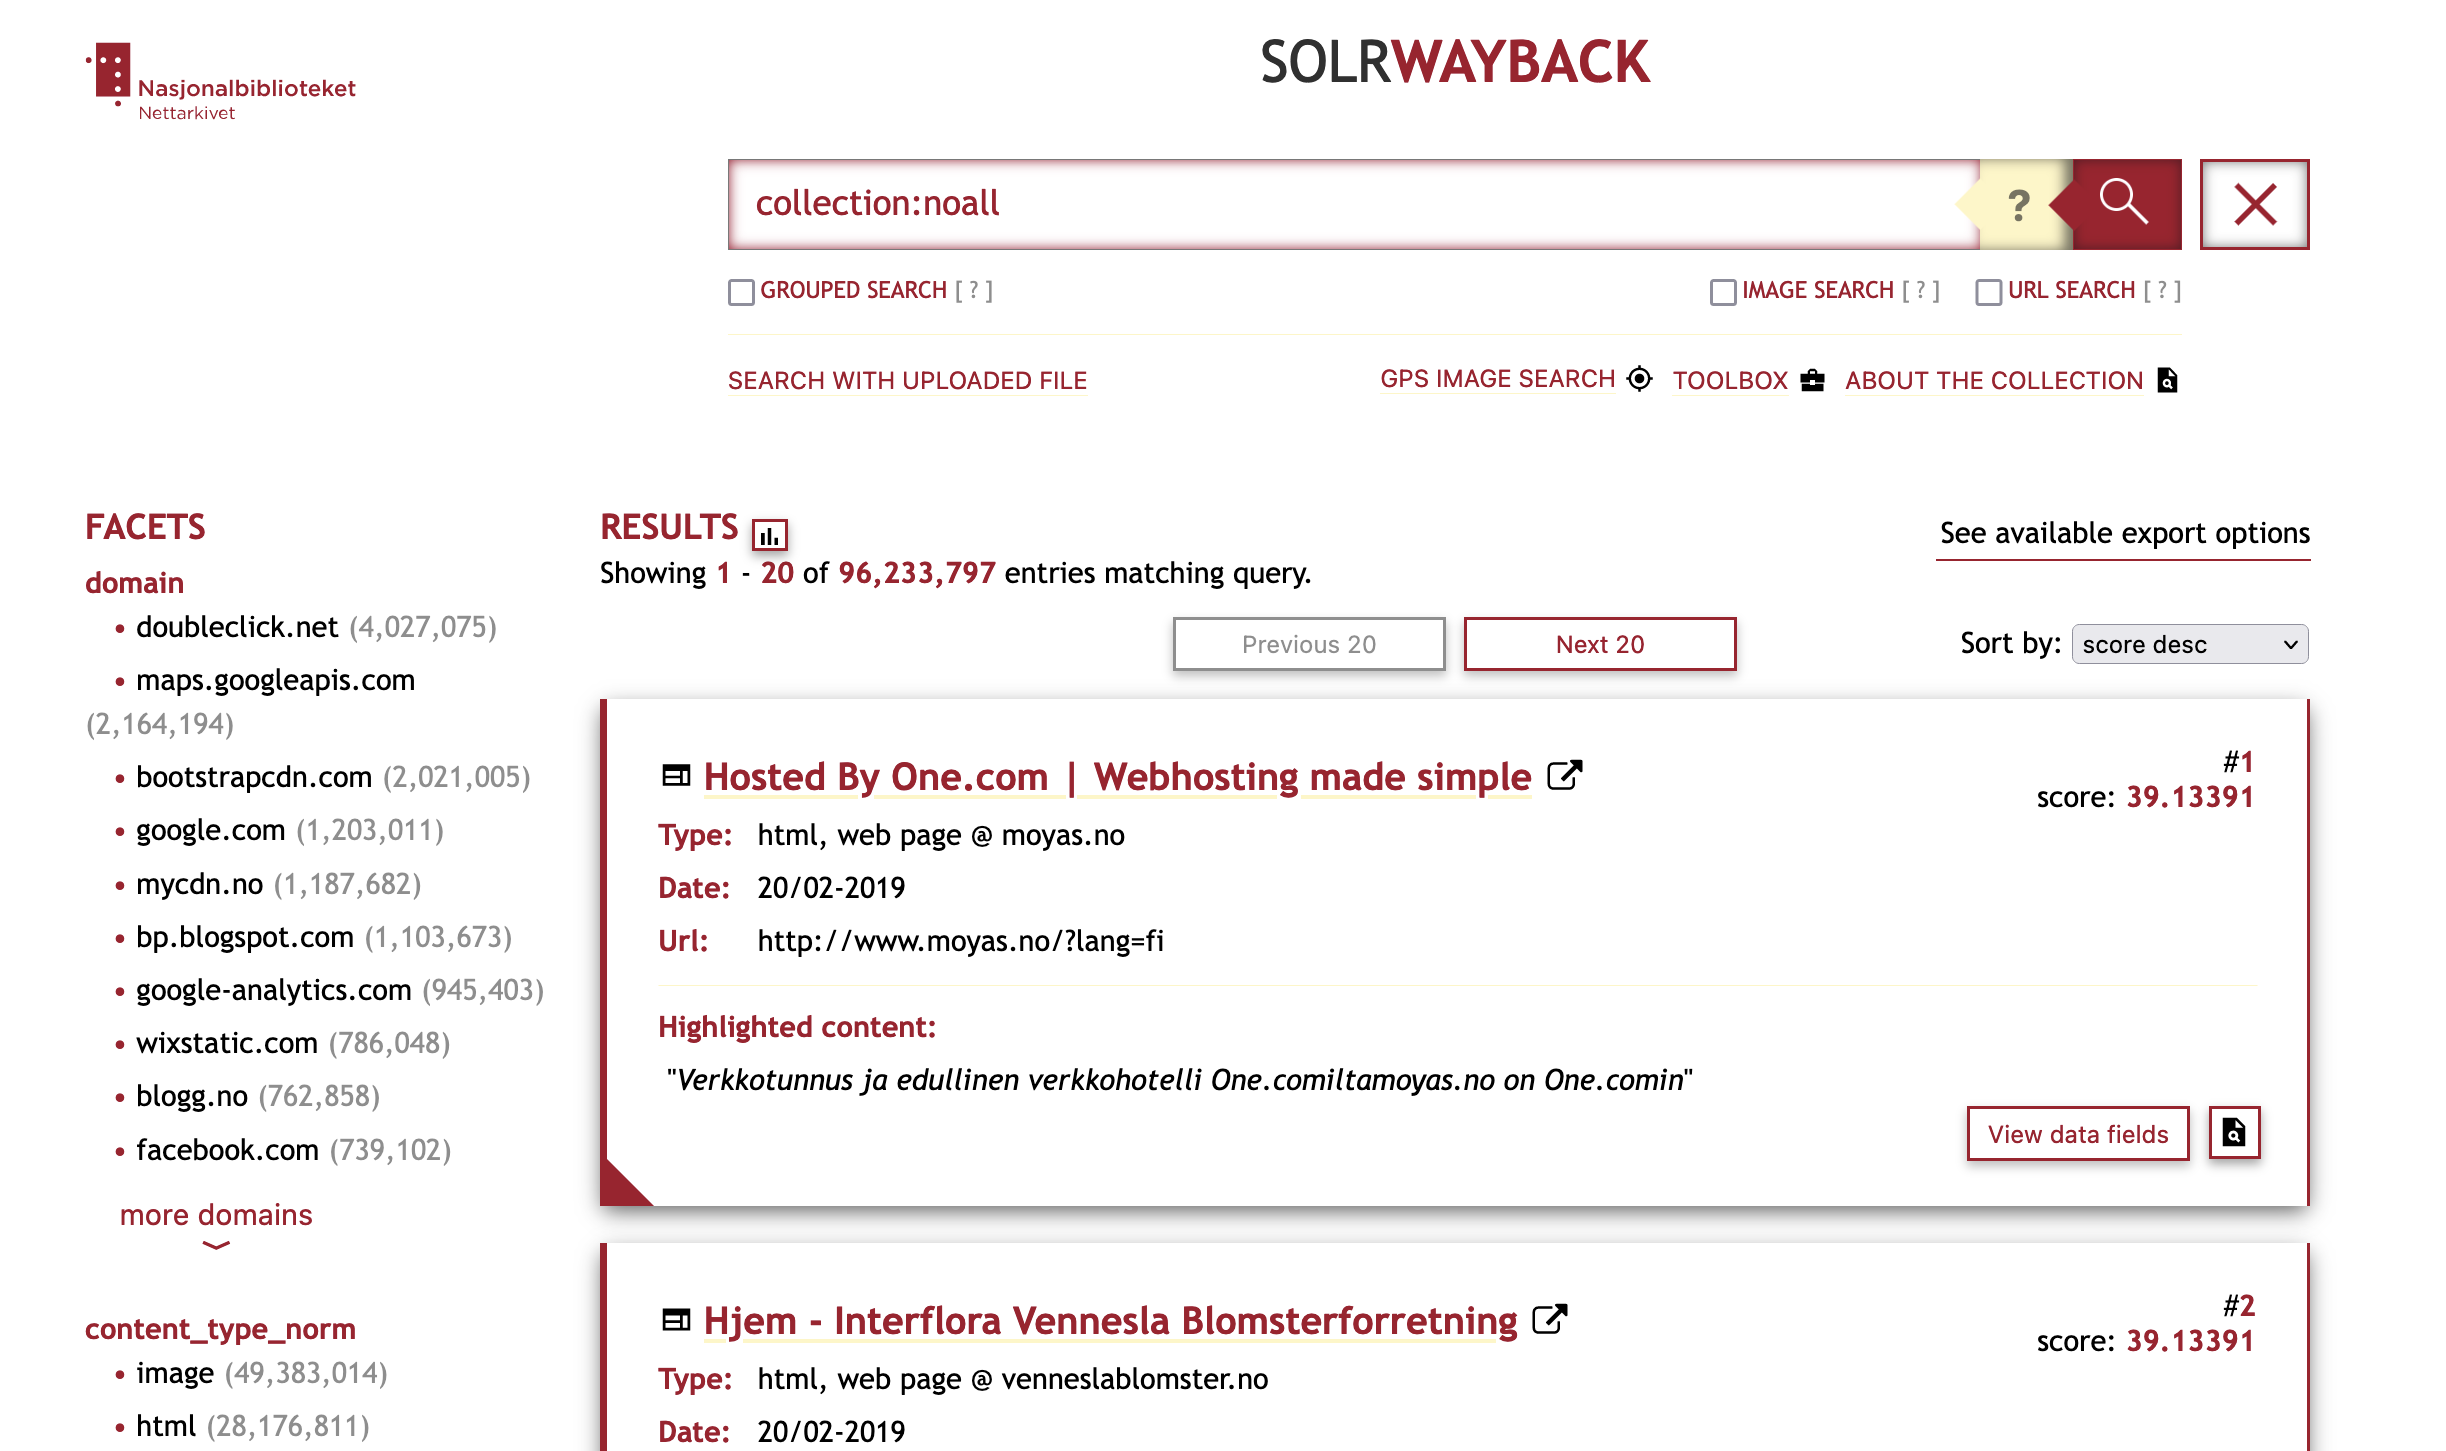 Nasjonalbiblioteket
Nettarkivet
SOLRWAYBACK
collection:noall
?
GROUPED SEARCH [ ? ]
IMAGE SEARCH [ ? ]
URL SEARCH [ ? ]
SEARCH WITH UPLOADED FILE
GPS IMAGE SEARCH
TOOLBOX
ABOUT THE COLLECTION
FACETS
domain
• doubleclick.net (4,027,075)
• maps.googleapis.com
(2,164,194)
• bootstrapcdn.com (2,021,005)
• google.com (1,203,011)
• mycdn.no (1,187,682)
• bp.blogspot.com (1,103,673)
• google-analytics.com (945,403)
• wixstatic.com (786,048)
• blogg.no (762,858)
• facebook.com (739,102)
more domains
content_type_norm
• image (49,383,014)
• html (28,176,811)
RESULTS
Showing 1 - 20 of 96,233,797 entries matching query.
See available export options
Previous 20
Next 20
Sort by: score desc
Hosted By One.com | Webhosting made simple
#1
score: 39.13391
Type: html, web page @ moyas.no
Date: 20/02-2019
Url: http://www.moyas.no/?lang=fi
Highlighted content:
"Verkkotunnus ja edullinen verkkohotelli One.comiltamoyas.no on One.comin"
View data fields
Hjem - Interflora Vennesla Blomsterforretning
#2
score: 39.13391
Type: html, web page @ venneslablomster.no
Date: 20/02-2019